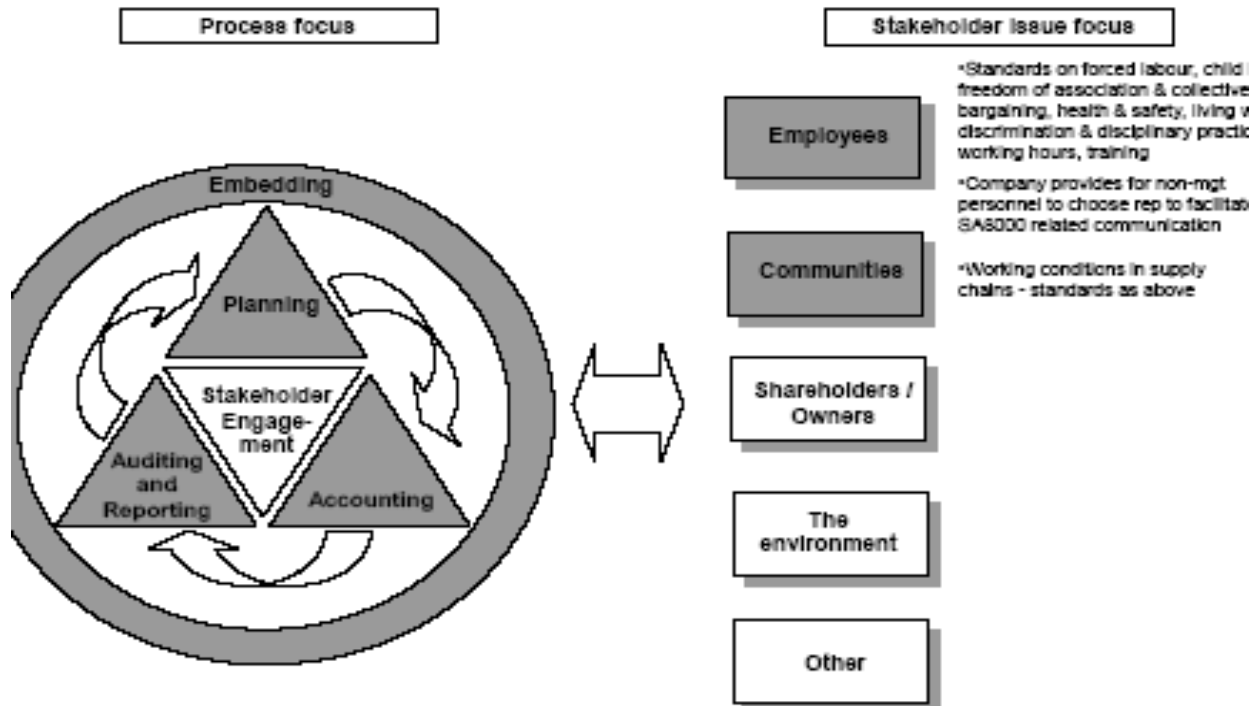 Process focus
Stakeholder issue focus
Embedding
Planning
Stakeholder
Engage-
ment
Auditing
and
Reporting
Accounting
Employees
Communities
Shareholders /
Owners
The
environment
Other
•Standards on forced labour, child
freedom of association & collective
bargaining, health & safety, living
discrimination & disciplinary
working hours, training
•Company provides for non-mgt
personnel to choose rep to
SA8000 related communication
•Working conditions in supply
chains - standards as above